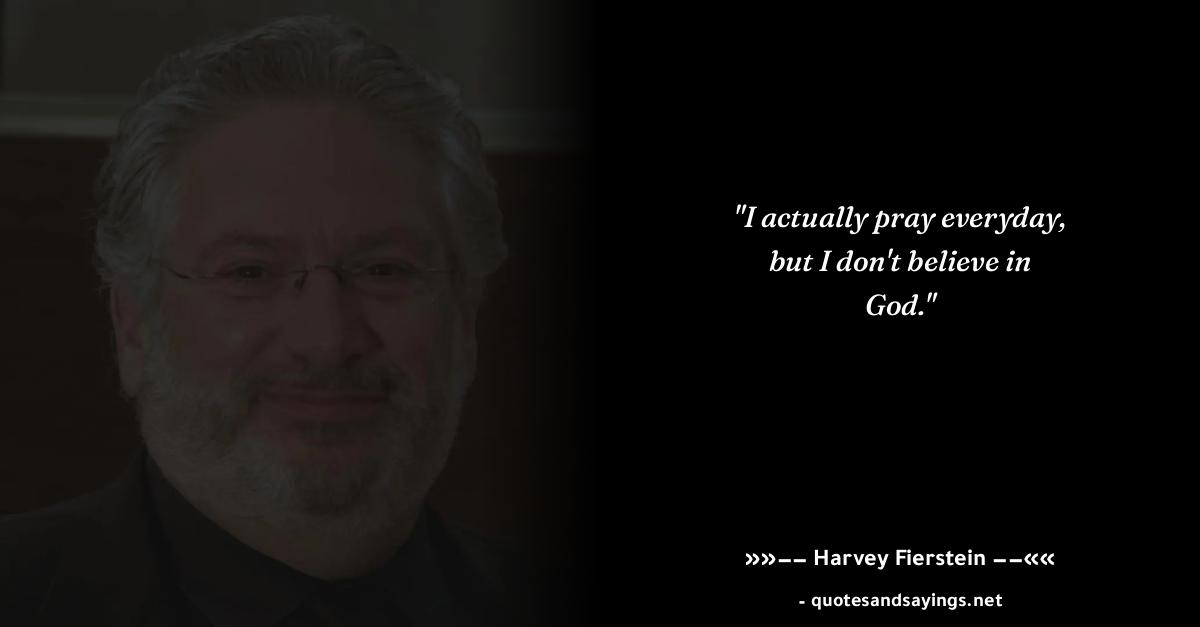 "I actually pray everyday,
but I don't believe in
God."
»»−− Harvey Fierstein −−««
- quotesandsayings.net